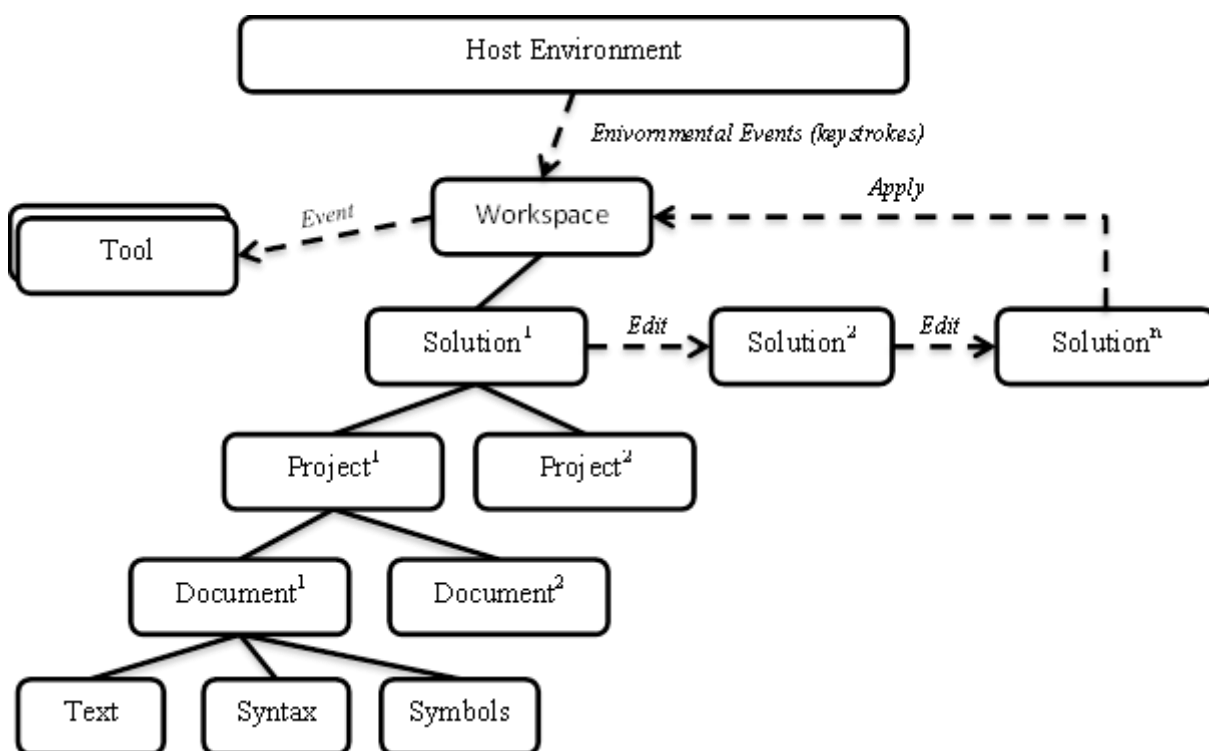 Host Environment
Enivornmental Events (keystrokes)
Apply
Workspace
Event
Tool
Solution¹
Edit
Solution²
Edit
Solutionⁿ
Project¹
Project²
Document¹
Document²
Text
Syntax
Symbols